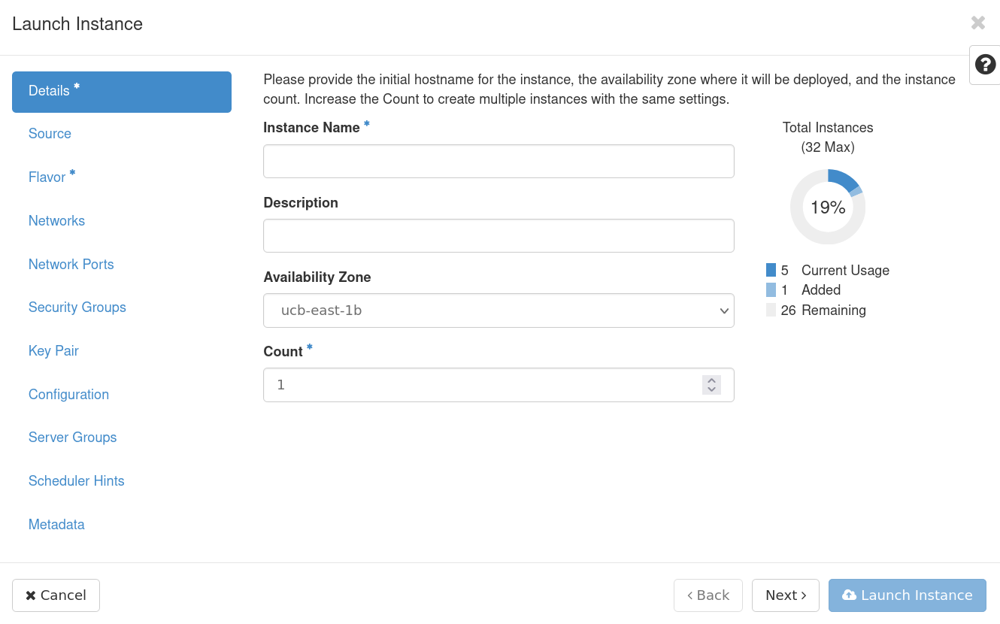 Launch Instance
Details *
Source
Flavor *
Networks
Network Ports
Security Groups
Key Pair
Configuration
Server Groups
Scheduler Hints
Metadata
Please provide the initial hostname for the instance, the availability zone where it will be deployed, and the instance
count. Increase the Count to create multiple instances with the same settings.
Instance Name *
Description
Availability Zone
ucb-east-1b
Count *
1
Total Instances
(32 Max)
19%
5 Current Usage
1 Added
26 Remaining
Cancel
Back
Next
Launch Instance